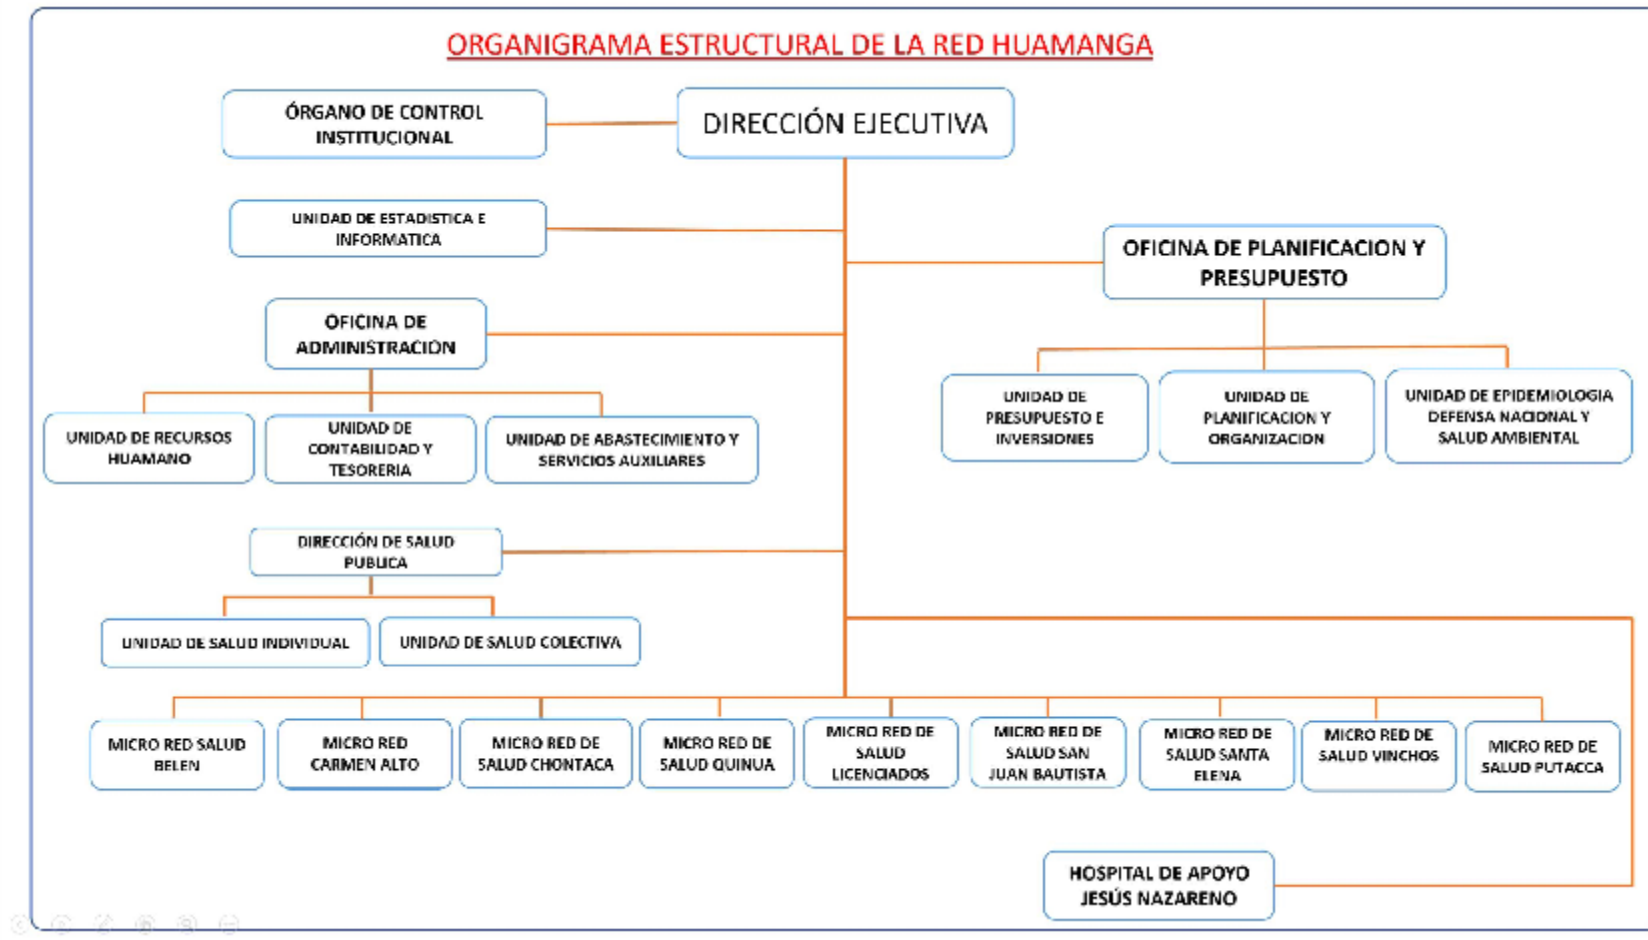 ORGANIGRAMA ESTRUCTURAL DE LA RED HUAMANGA
ÓRGANO DE CONTROL
INSTITUCIONAL
DIRECCIÓN EJECUTIVA
UNIDAD DE ESTADISTICA E
INFORMATICA
OFICINA DE PLANIFICACION Y
PRESUPUESTO
OFICINA DE
ADMINISTRACIÓN
UNIDAD DE
PRESUPUESTO E
INVERSIONES
UNIDAD DE
PLANIFICACION Y
ORGANIZACION
UNIDAD DE EPIDEMIOLOGIA
DEFENSA NACIONAL Y
SALUD AMBIENTAL
UNIDAD DE RECURSOS
HUAMANO
UNIDAD DE
CONTABILIDAD Y
TESORERIA
UNIDAD DE ABASTECIMIENTO Y
SERVICIOS AUXILIARES
DIRECCIÓN DE SALUD
PUBLICA
UNIDAD DE SALUD INDIVIDUAL
UNIDAD DE SALUD COLECTIVA
MICRO RED SALUD
BELEN
MICRO RED
CARMEN ALTO
MICRO RED DE
SALUD CHONTACA
MICRO RED DE
SALUD QUINUA
MICRO RED DE
SALUD
LICENCIADOS
MICRO RED DE
SALUD SAN
JUAN BAUTISTA
MICRO RED DE
SALUD SANTA
ELENA
MICRO RED DE
SALUD VINCHOS
MICRO RED DE
SALUD PUTACCA
HOSPITAL DE APOYO
JESÚS NAZARENO